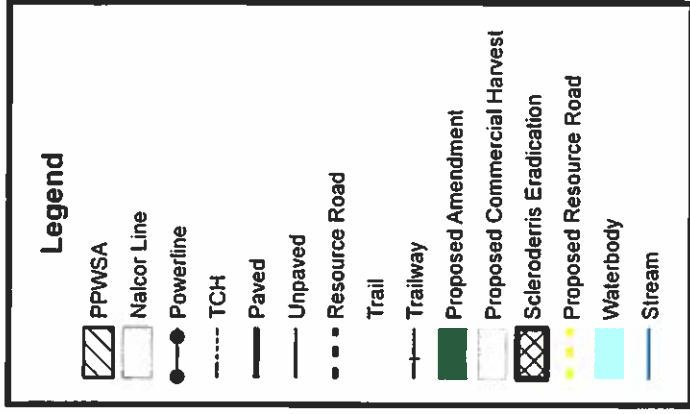 Legend
PPWSA
Nalcor Line
Powerline
TCH
Paved
Unpaved
Resource Road
Trail
Trailway
Proposed Amendment
Proposed Commercial Harvest
Scleroderris Eradication
Proposed Resource Road
Waterbody
Stream